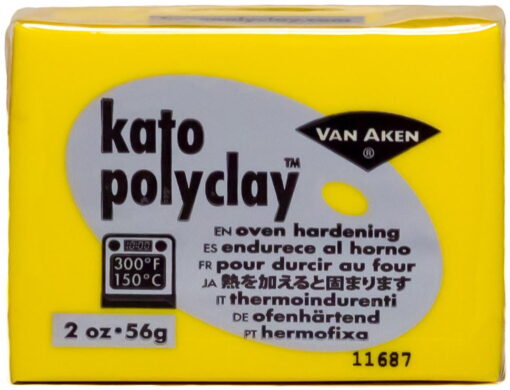 kato
polyclay™
VAN AKEN
®
EN oven hardening
ES endurece al horno
FR pour durcir au four
JA 熱を加えると固まります
IT thermoindurenti
DE ofenhärtend
PT hermofixa
300°F
150°C
2 oz•56g
11687